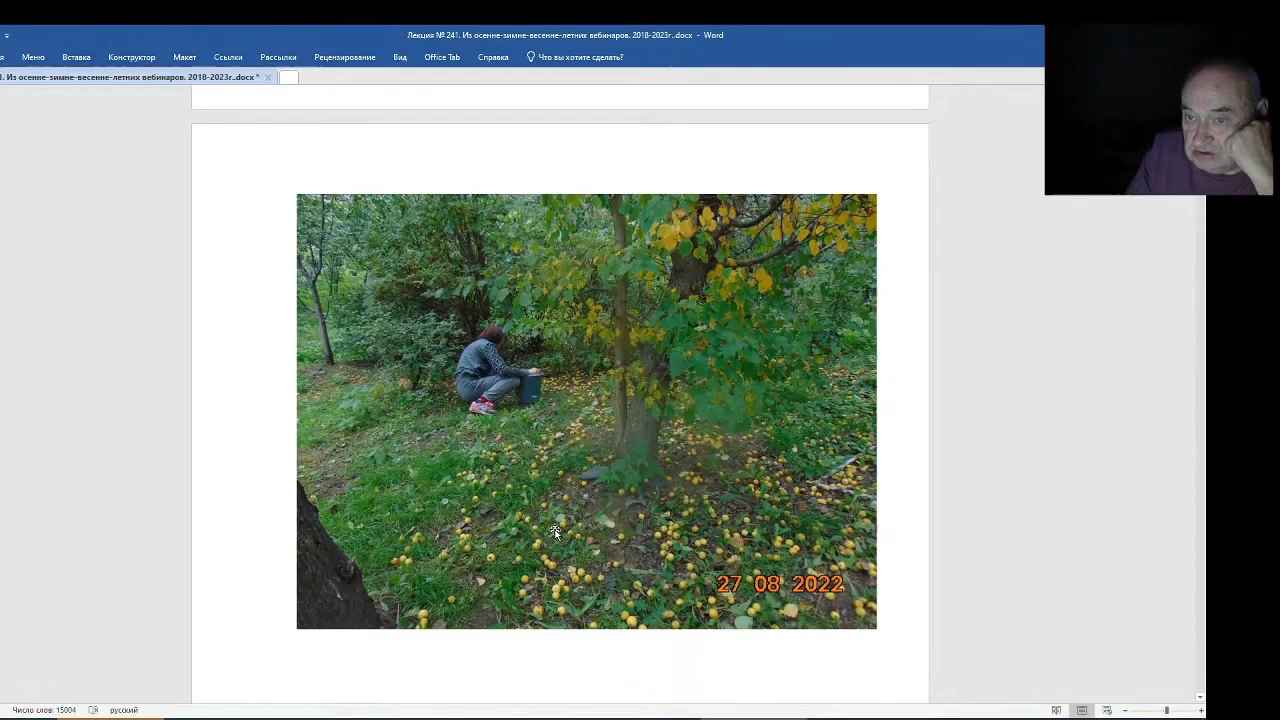 Лекция № 241. Из осенне-зимне-весенне-летних вебинаров. 2018-2023г..docx - Word
Меню Вставка Конструктор Макет Ссылки Рассылки Рецензирование Вид Office Tab Справка Что вы хотите сделать?
. Из осенне-зимне-весенне-летних вебинаров. 2018-2023г..docx *
27 08 2022
Число слов: 15004 русский